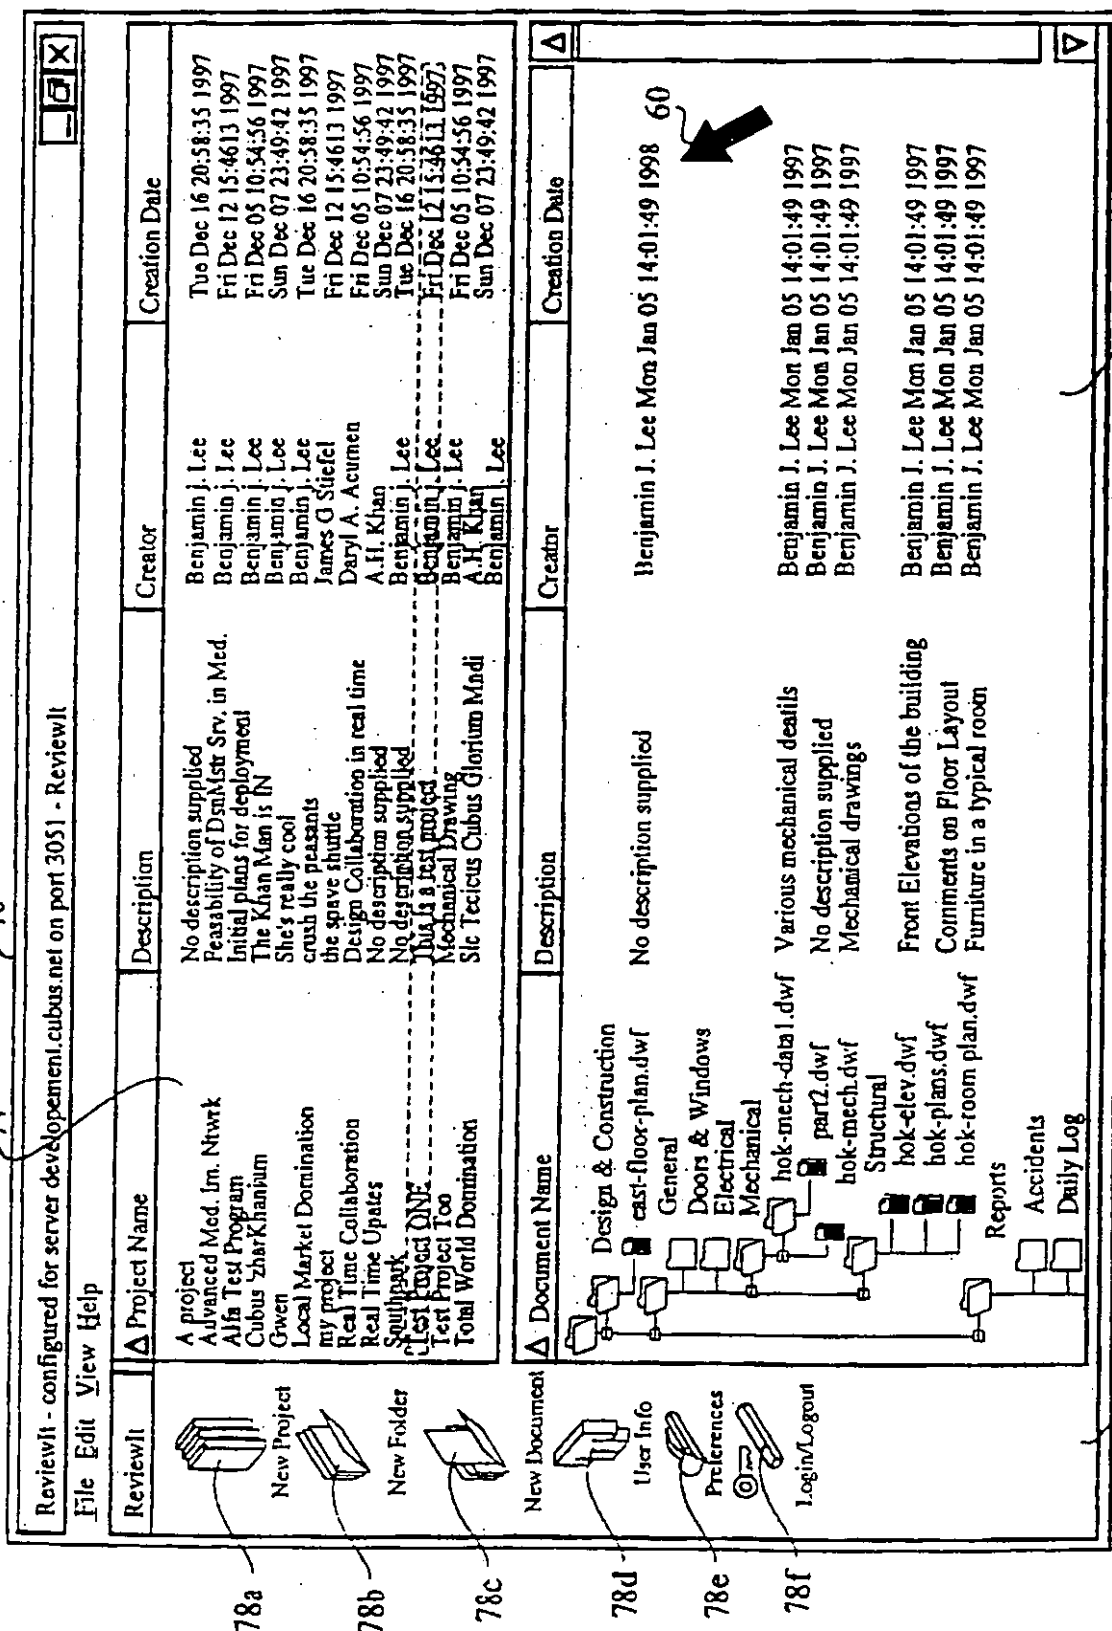 ReviewIt - configured for server developement.cubus.net on port 3051 - ReviewIt
File Edit View Help
ReviewIt
Project Name Description Creator Creation Date
A project
Advanced Med. Im. Ntwrk
Alfa Test Program
Cubus 'zharKhanium
Gwen
Local Market Domination
my project
Real Time Collaboration
Real Time Upates
Southpark
Test Project ONE
Test Project Too
Total World Domination
No description supplied
Feasability of DsnMstr Srv. in Med.
Initial plans for deployment
The Khan Man is IN
She's really cool
crush the peasants
the spave shuttle
Design Collaboration in real time
No description supplied
No description supplied
This is a test project
Mechanical Drawing
Sic Tecicus Cubus Glorium Mndi
Benjamin J. Lee
Benjamin J. Lee
Benjamin J. Lee
Benjamin J. Lee
Benjamin J. Lee
James G Stiefel
Daryl A. Acumen
A.H. Khan
Benjamin J. Lee
Benjamin J. Lee
Benjamin J. Lee
A.H. Khan
Benjamin J. Lee
Tue Dec 16 20:58:35 1997
Fri Dec 12 15:4613 1997
Fri Dec 05 10:54:56 1997
Sun Dec 07 23:49:42 1997
Tue Dec 16 20:58:35 1997
Fri Dec 12 15:4613 1997
Fri Dec 05 10:54:56 1997
Sun Dec 07 23:49:42 1997
Tue Dec 16 20:58:35 1997
Fri Dec 12 15:4613 1997
Fri Dec 05 10:54:56 1997
Sun Dec 07 23:49:42 1997
New Project
New Folder
New Document
User Info
Preferences
Login/Logout
78a
78b
78c
78d
78e
78f
Document Name Description Creator Creation Date
Design & Construction
east-floor-plan.dwf No description supplied Benjamin J. Lee Mon Jan 05 14:01:49 1998
60
General
Doors & Windows
Electrical
Mechanical
hok-mech-data1.dwf Various mechanical deatils Benjamin J. Lee Mon Jan 05 14:01:49 1997
part2.dwf No description supplied Benjamin J. Lee Mon Jan 05 14:01:49 1997
hok-mech.dwf Mechanical drawings Benjamin J. Lee Mon Jan 05 14:01:49 1997
Structural
hok-elev.dwf Front Elevations of the building Benjamin J. Lee Mon Jan 05 14:01:49 1997
hok-plans.dwf Comments on Floor Layout Benjamin J. Lee Mon Jan 05 14:01:49 1997
hok-room plan.dwf Furniture in a typical room Benjamin J. Lee Mon Jan 05 14:01:49 1997
Reports
Accidents
Daily Log